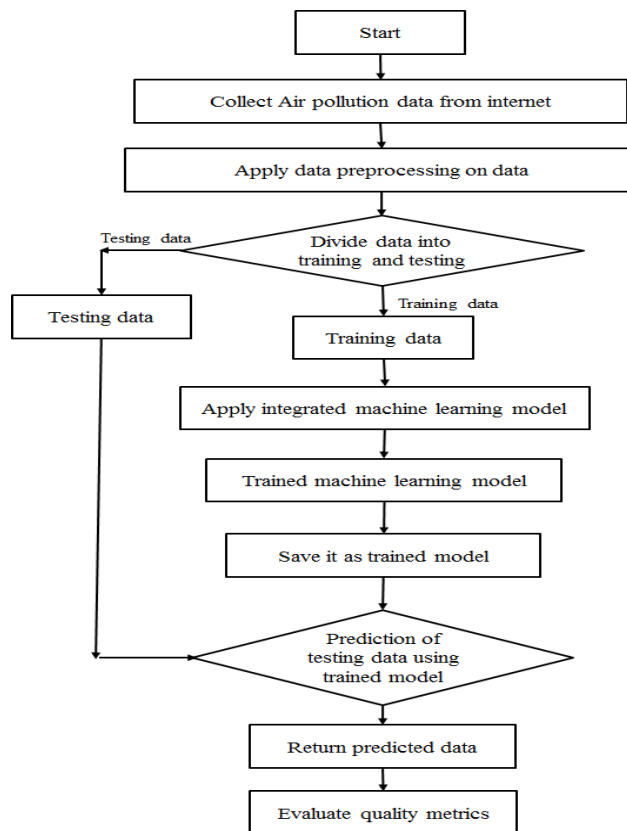 Start
Collect Air pollution data from internet
Apply data preprocessing on data
Divide data into
training and testing
Testing data
Training data
Testing data
Training data
Apply integrated machine learning model
Trained machine learning model
Save it as trained model
Prediction of
testing data using
trained model
Return predicted data
Evaluate quality metrics